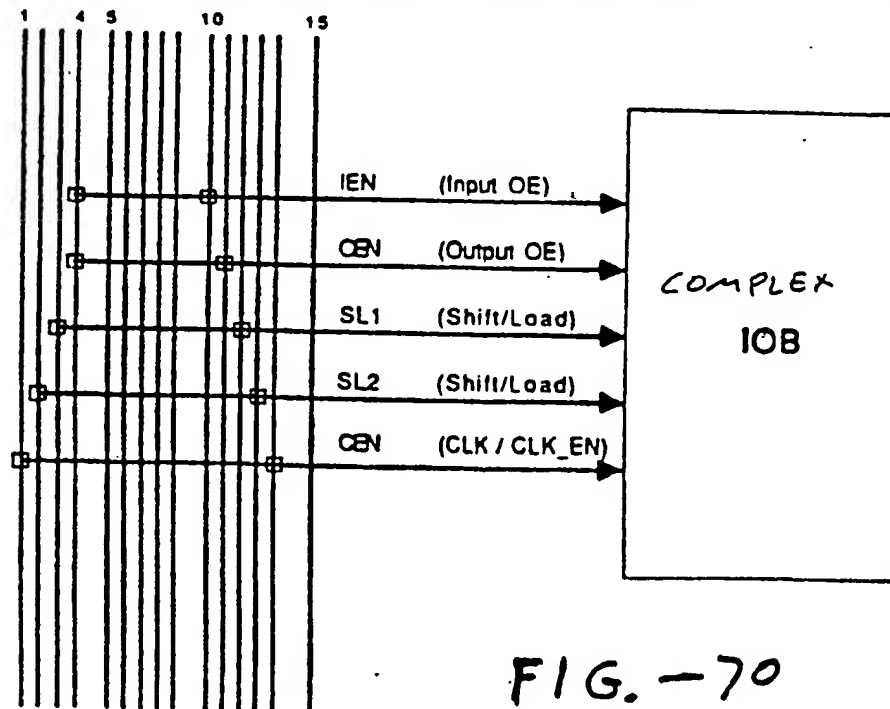 1 4 5 10 15
IEN (Input OE)
OEN (Output OE)
SL1 (Shift/Load)
SL2 (Shift/Load)
CEN (CLK / CLK_EN)
COMPLEX
IOB
FIG.-70